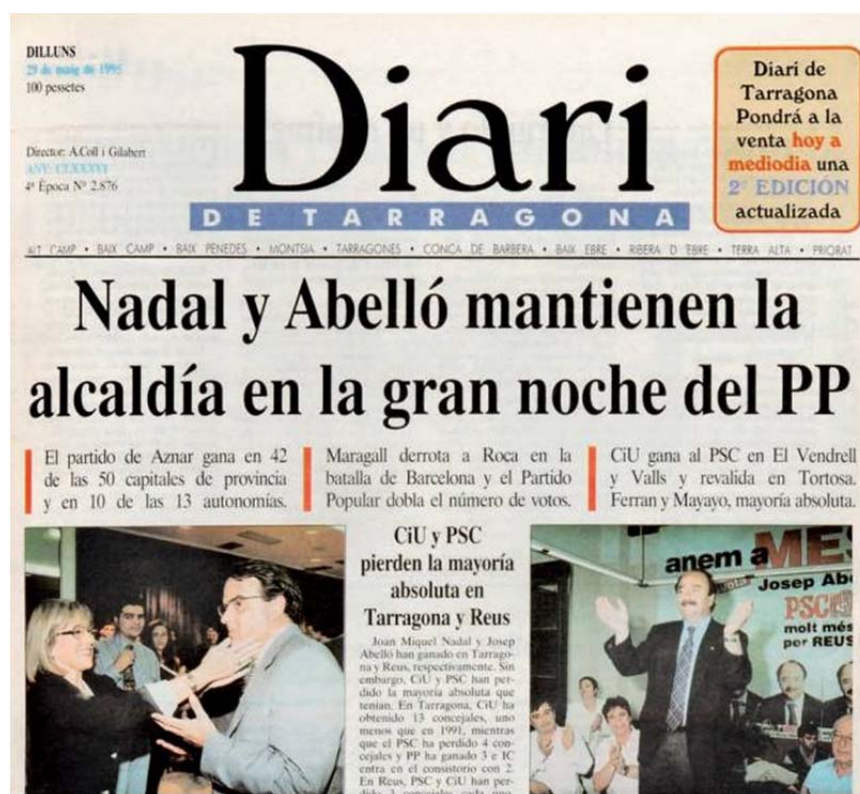 DILLUNS
29 de maig de 1995
100 pessetes
Director: A.Coll i Gilabert
ANY: CLXXXVI
4ª Época Nº 2.876
Diari
DE TARRAGONA
Diari de
Tarragona
Pondrá a la
venta hoy a
mediodia una
2ª EDICIÓN
actualizada
ALT CAMP • BAIX CAMP • BAIX PENEDES • MONTSIA • TARRAGONES • CONCA DE BARBERA • BAIX EBRE • RIBERA D EBRE • TERRA ALTA • PRIORAT
Nadal y Abelló mantienen la
alcaldía en la gran noche del PP
El partido de Aznar gana en 42
de las 50 capitales de provincia
y en 10 de las 13 autonomías.
Maragall derrota a Roca en la
batalla de Barcelona y el Partido
Popular dobla el número de votos.
CiU gana al PSC en El Vendrell
y Valls y revalida en Tortosa.
Ferran y Mayayo, mayoría absoluta.
CiU y PSC
pierden la mayoría
absoluta en
Tarragona y Reus
Joan Miquel Nadal y Josep
Abelló han ganado en Tarrago-
na y Reus, respectivamente. Sin
embargo, CiU y PSC han per-
dido la mayoría absoluta que
tenían. En Tarragona, CiU ha
obtenido 13 concejales, uno
menos que en 1991, mientras
que el PSC ha perdido 4 con-
cejales y PP ha ganado 3 e IC
entra en el consistorio con 2.
En Reus, PSC y CiU han per-
dido 3 concejales cada uno,
anem a MES
Josep Abe
PSC
molt més
per REUS